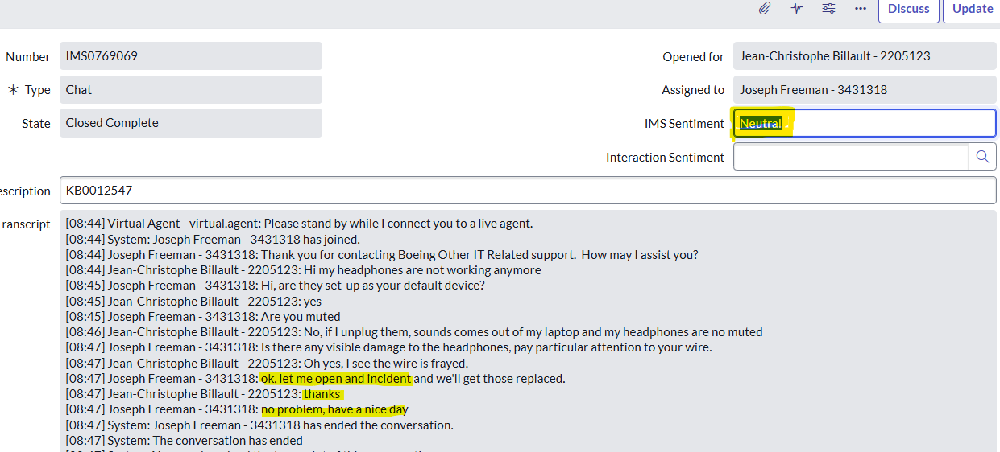 Discuss
Update
Number IMS0769069
Opened for Jean-Christophe Billault - 2205123
Type Chat
Assigned to Joseph Freeman - 3431318
State Closed Complete
IMS Sentiment Neutral
Interaction Sentiment
escription KB0012547
Transcript
[08:44] Virtual Agent - virtual.agent: Please stand by while I connect you to a live agent.
[08:44] System: Joseph Freeman - 3431318 has joined.
[08:44] Joseph Freeman - 3431318: Thank you for contacting Boeing Other IT Related support.  How may I assist you?
[08:44] Jean-Christophe Billault - 2205123: Hi my headphones are not working anymore
[08:45] Joseph Freeman - 3431318: Hi, are they set-up as your default device?
[08:45] Jean-Christophe Billault - 2205123: yes
[08:45] Joseph Freeman - 3431318: Are you muted
[08:46] Jean-Christophe Billault - 2205123: No, if I unplug them, sounds comes out of my laptop and my headphones are no muted
[08:47] Joseph Freeman - 3431318: Is there any visible damage to the headphones, pay particular attention to your wire.
[08:47] Jean-Christophe Billault - 2205123: Oh yes, I see the wire is frayed.
[08:47] Joseph Freeman - 3431318: ok, let me open and incident and we'll get those replaced.
[08:47] Jean-Christophe Billault - 2205123: thanks
[08:47] Joseph Freeman - 3431318: no problem, have a nice day
[08:47] System: Joseph Freeman - 3431318 has ended the conversation.
[08:47] System: The conversation has ended